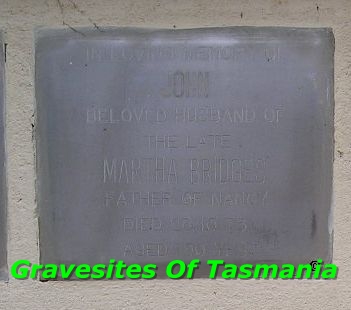 IN LOVING MEMORY OF
JOHN
BELOVED HUSBAND OF
THE LATE
MARTHA BRIDGES
FATHER OF NANCY
DIED
AGED
Gravesites Of Tasmania